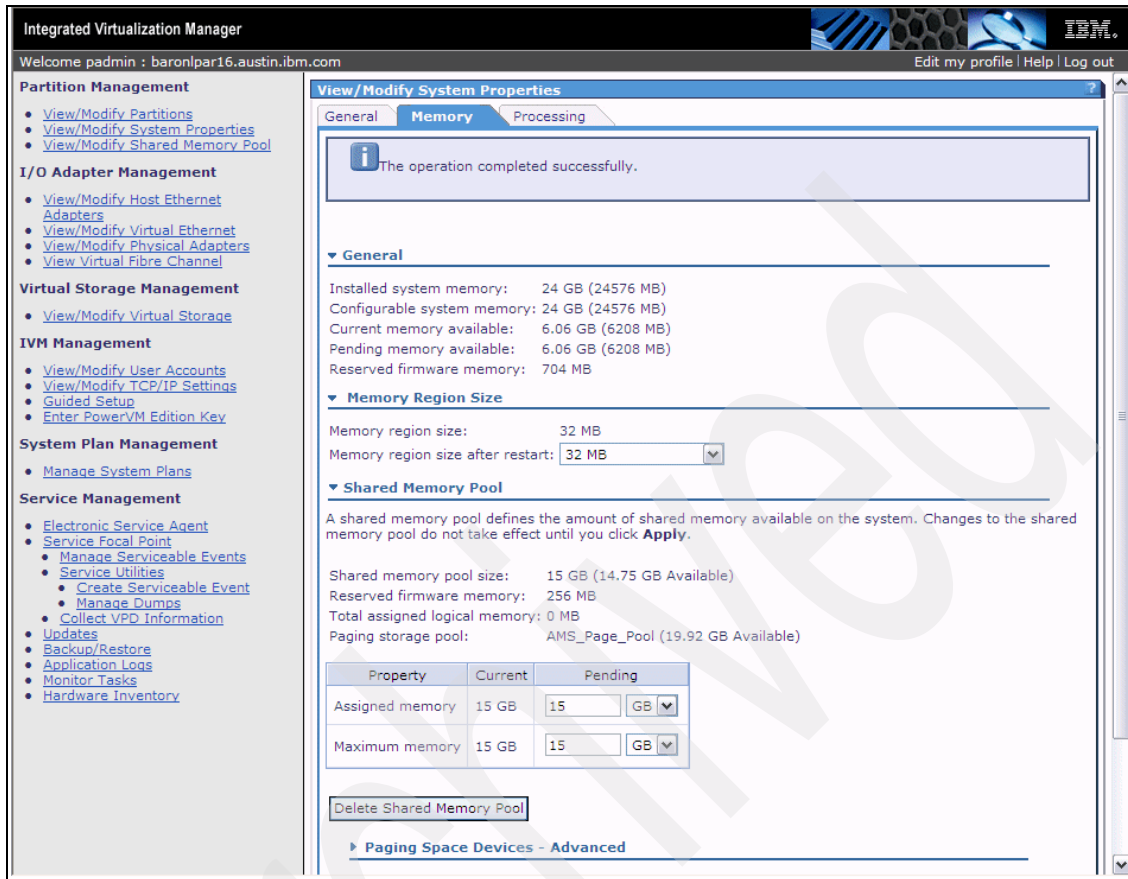 Integrated Virtualization Manager
IBM.
Welcome padmin : baronlpar16.austin.ibm.com
Edit my profile | Help | Log out
Partition Management
View/Modify Partitions
View/Modify System Properties
View/Modify Shared Memory Pool
I/O Adapter Management
View/Modify Host Ethernet
Adapters
View/Modify Virtual Ethernet
View/Modify Physical Adapters
View Virtual Fibre Channel
Virtual Storage Management
View/Modify Virtual Storage
IVM Management
View/Modify User Accounts
View/Modify TCP/IP Settings
Guided Setup
Enter PowerVM Edition Key
System Plan Management
Manage System Plans
Service Management
Electronic Service Agent
Service Focal Point
Manage Serviceable Events
Service Utilities
Create Serviceable Event
Manage Dumps
Collect VPD Information
Updates
Backup/Restore
Application Logs
Monitor Tasks
Hardware Inventory
View/Modify System Properties ?
General Memory Processing
i The operation completed successfully.
General
Installed system memory: 24 GB (24576 MB)
Configurable system memory: 24 GB (24576 MB)
Current memory available: 6.06 GB (6208 MB)
Pending memory available: 6.06 GB (6208 MB)
Reserved firmware memory: 704 MB
Memory Region Size
Memory region size: 32 MB
Memory region size after restart: 32 MB
Shared Memory Pool
A shared memory pool defines the amount of shared memory available on the system. Changes to the shared
memory pool do not take effect until you click Apply.
Shared memory pool size: 15 GB (14.75 GB Available)
Reserved firmware memory: 256 MB
Total assigned logical memory: 0 MB
Paging storage pool: AMS_Page_Pool (19.92 GB Available)
Property Current Pending
Assigned memory 15 GB 15 GB
Maximum memory 15 GB 15 GB
Delete Shared Memory Pool
Paging Space Devices - Advanced